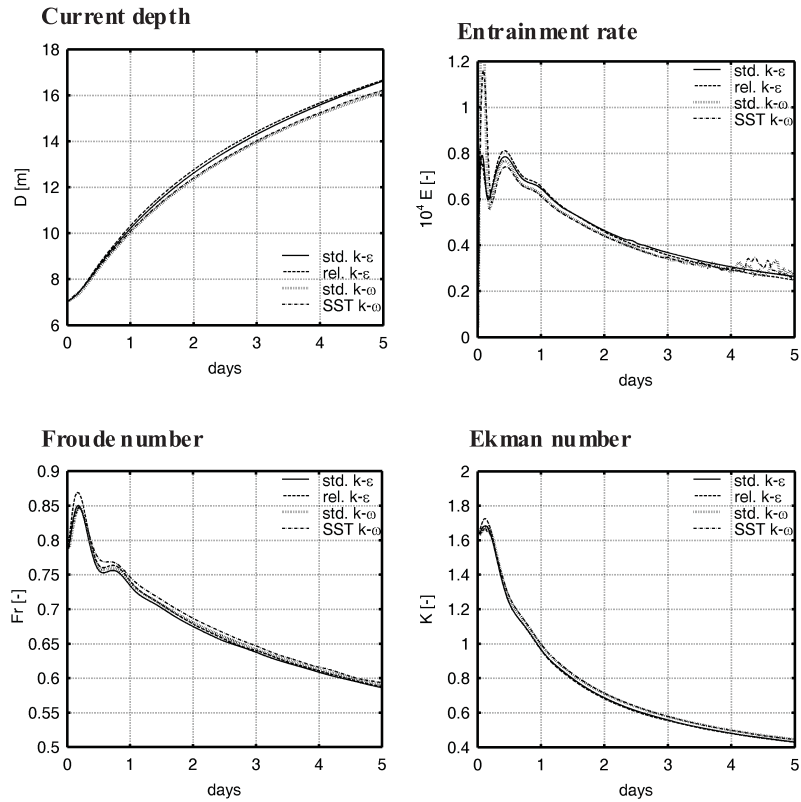 Current depth
18
16
14
12
10
8
6
D [m]
std. k-ε
rel. k-ε
std. k-ω
SST k-ω
0 1 2 3 4 5
days
Entrainment rate
1.2
1
0.8
0.6
0.4
0.2
0
10⁴ E [-]
std. k-ε
rel. k-ε
std. k-ω
SST k-ω
0 1 2 3 4 5
days
Froude number
0.9
0.85
0.8
0.75
0.7
0.65
0.6
0.55
0.5
Fr [-]
std. k-ε
rel. k-ε
std. k-ω
SST k-ω
0 1 2 3 4 5
days
Ekman number
2
1.8
1.6
1.4
1.2
1
0.8
0.6
0.4
K [-]
std. k-ε
rel. k-ε
std. k-ω
SST k-ω
0 1 2 3 4 5
days